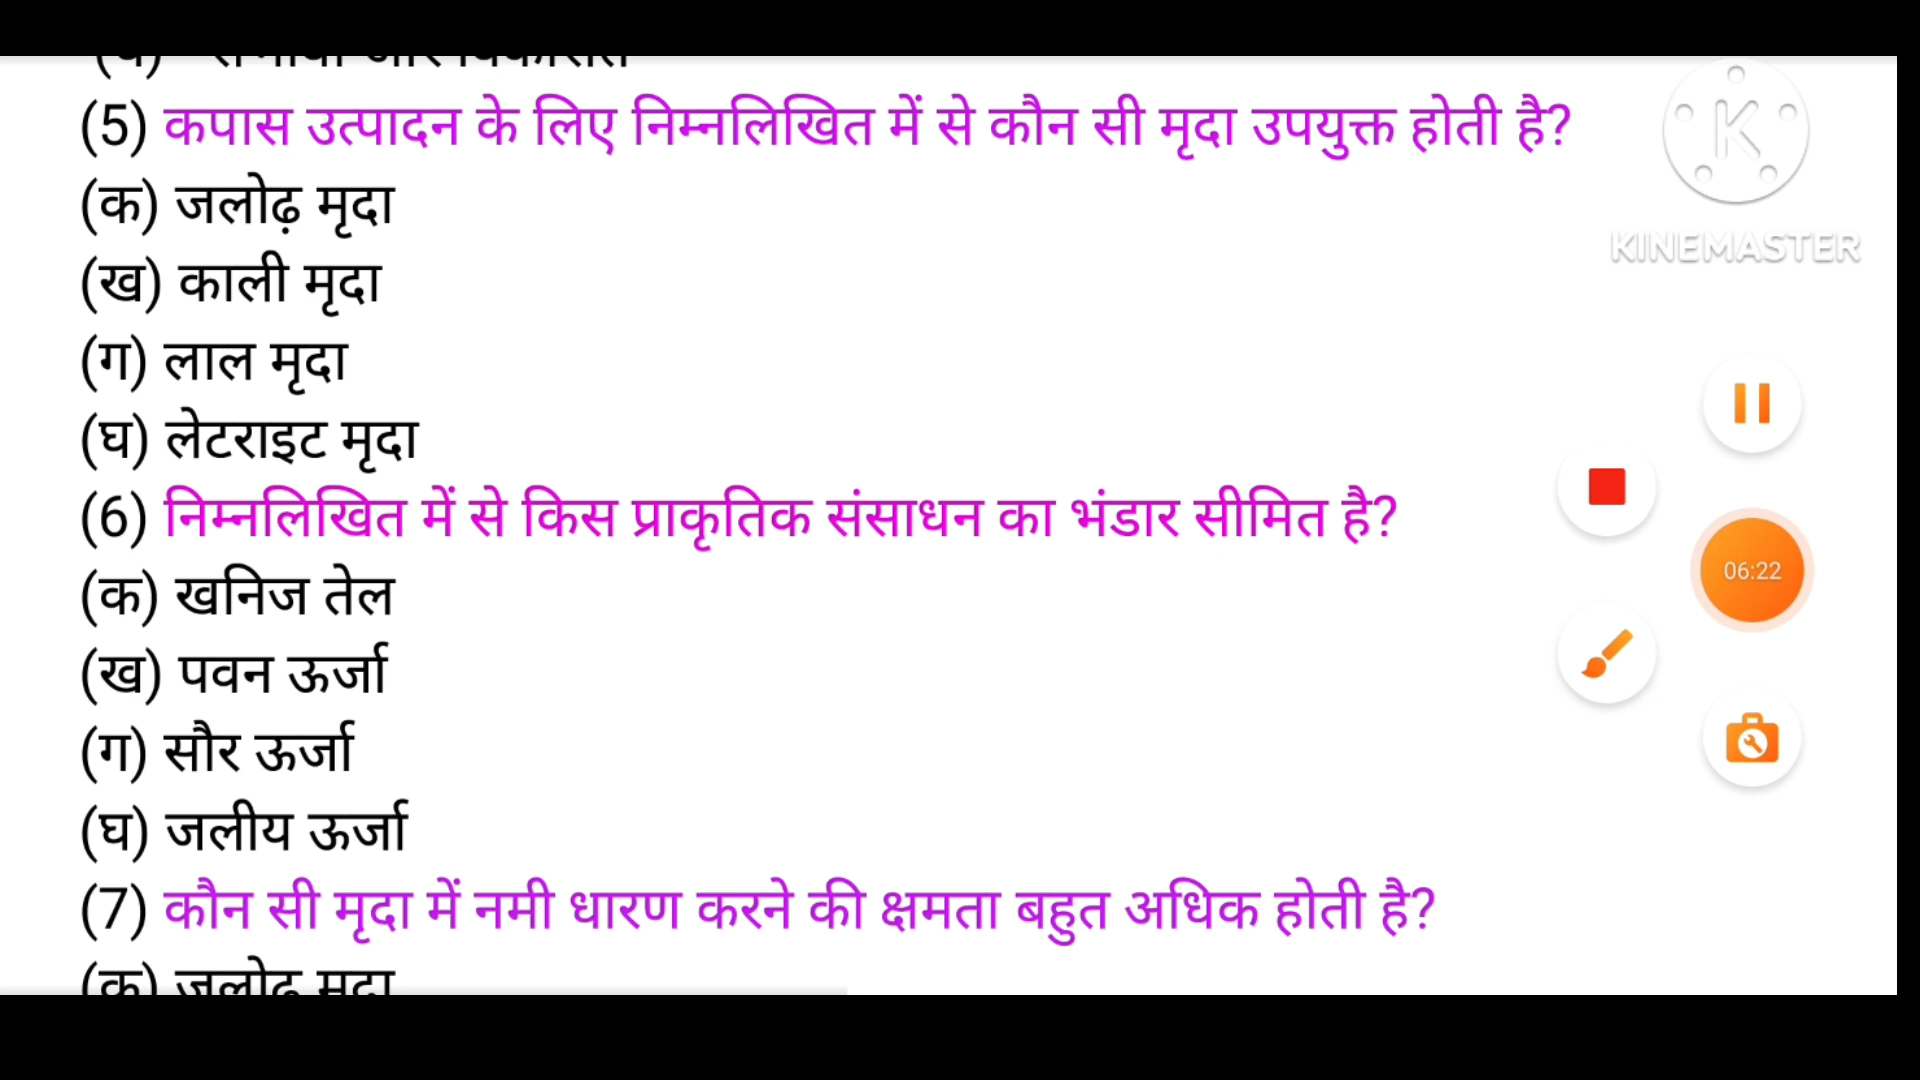 (5) कपास उत्पादन के लिए निम्नलिखित में से कौन सी मृदा उपयुक्त होती है?
(क) जलोढ़ मृदा
(ख) काली मृदा
(ग) लाल मृदा
(घ) लेटराइट मृदा
(6) निम्नलिखित में से किस प्राकृतिक संसाधन का भंडार सीमित है?
(क) खनिज तेल
(ख) पवन ऊर्जा
(ग) सौर ऊर्जा
(घ) जलीय ऊर्जा
(7) कौन सी मृदा में नमी धारण करने की क्षमता बहुत अधिक होती है?
(क) जलोढ़ मृदा
K
KINEMASTER
06:22